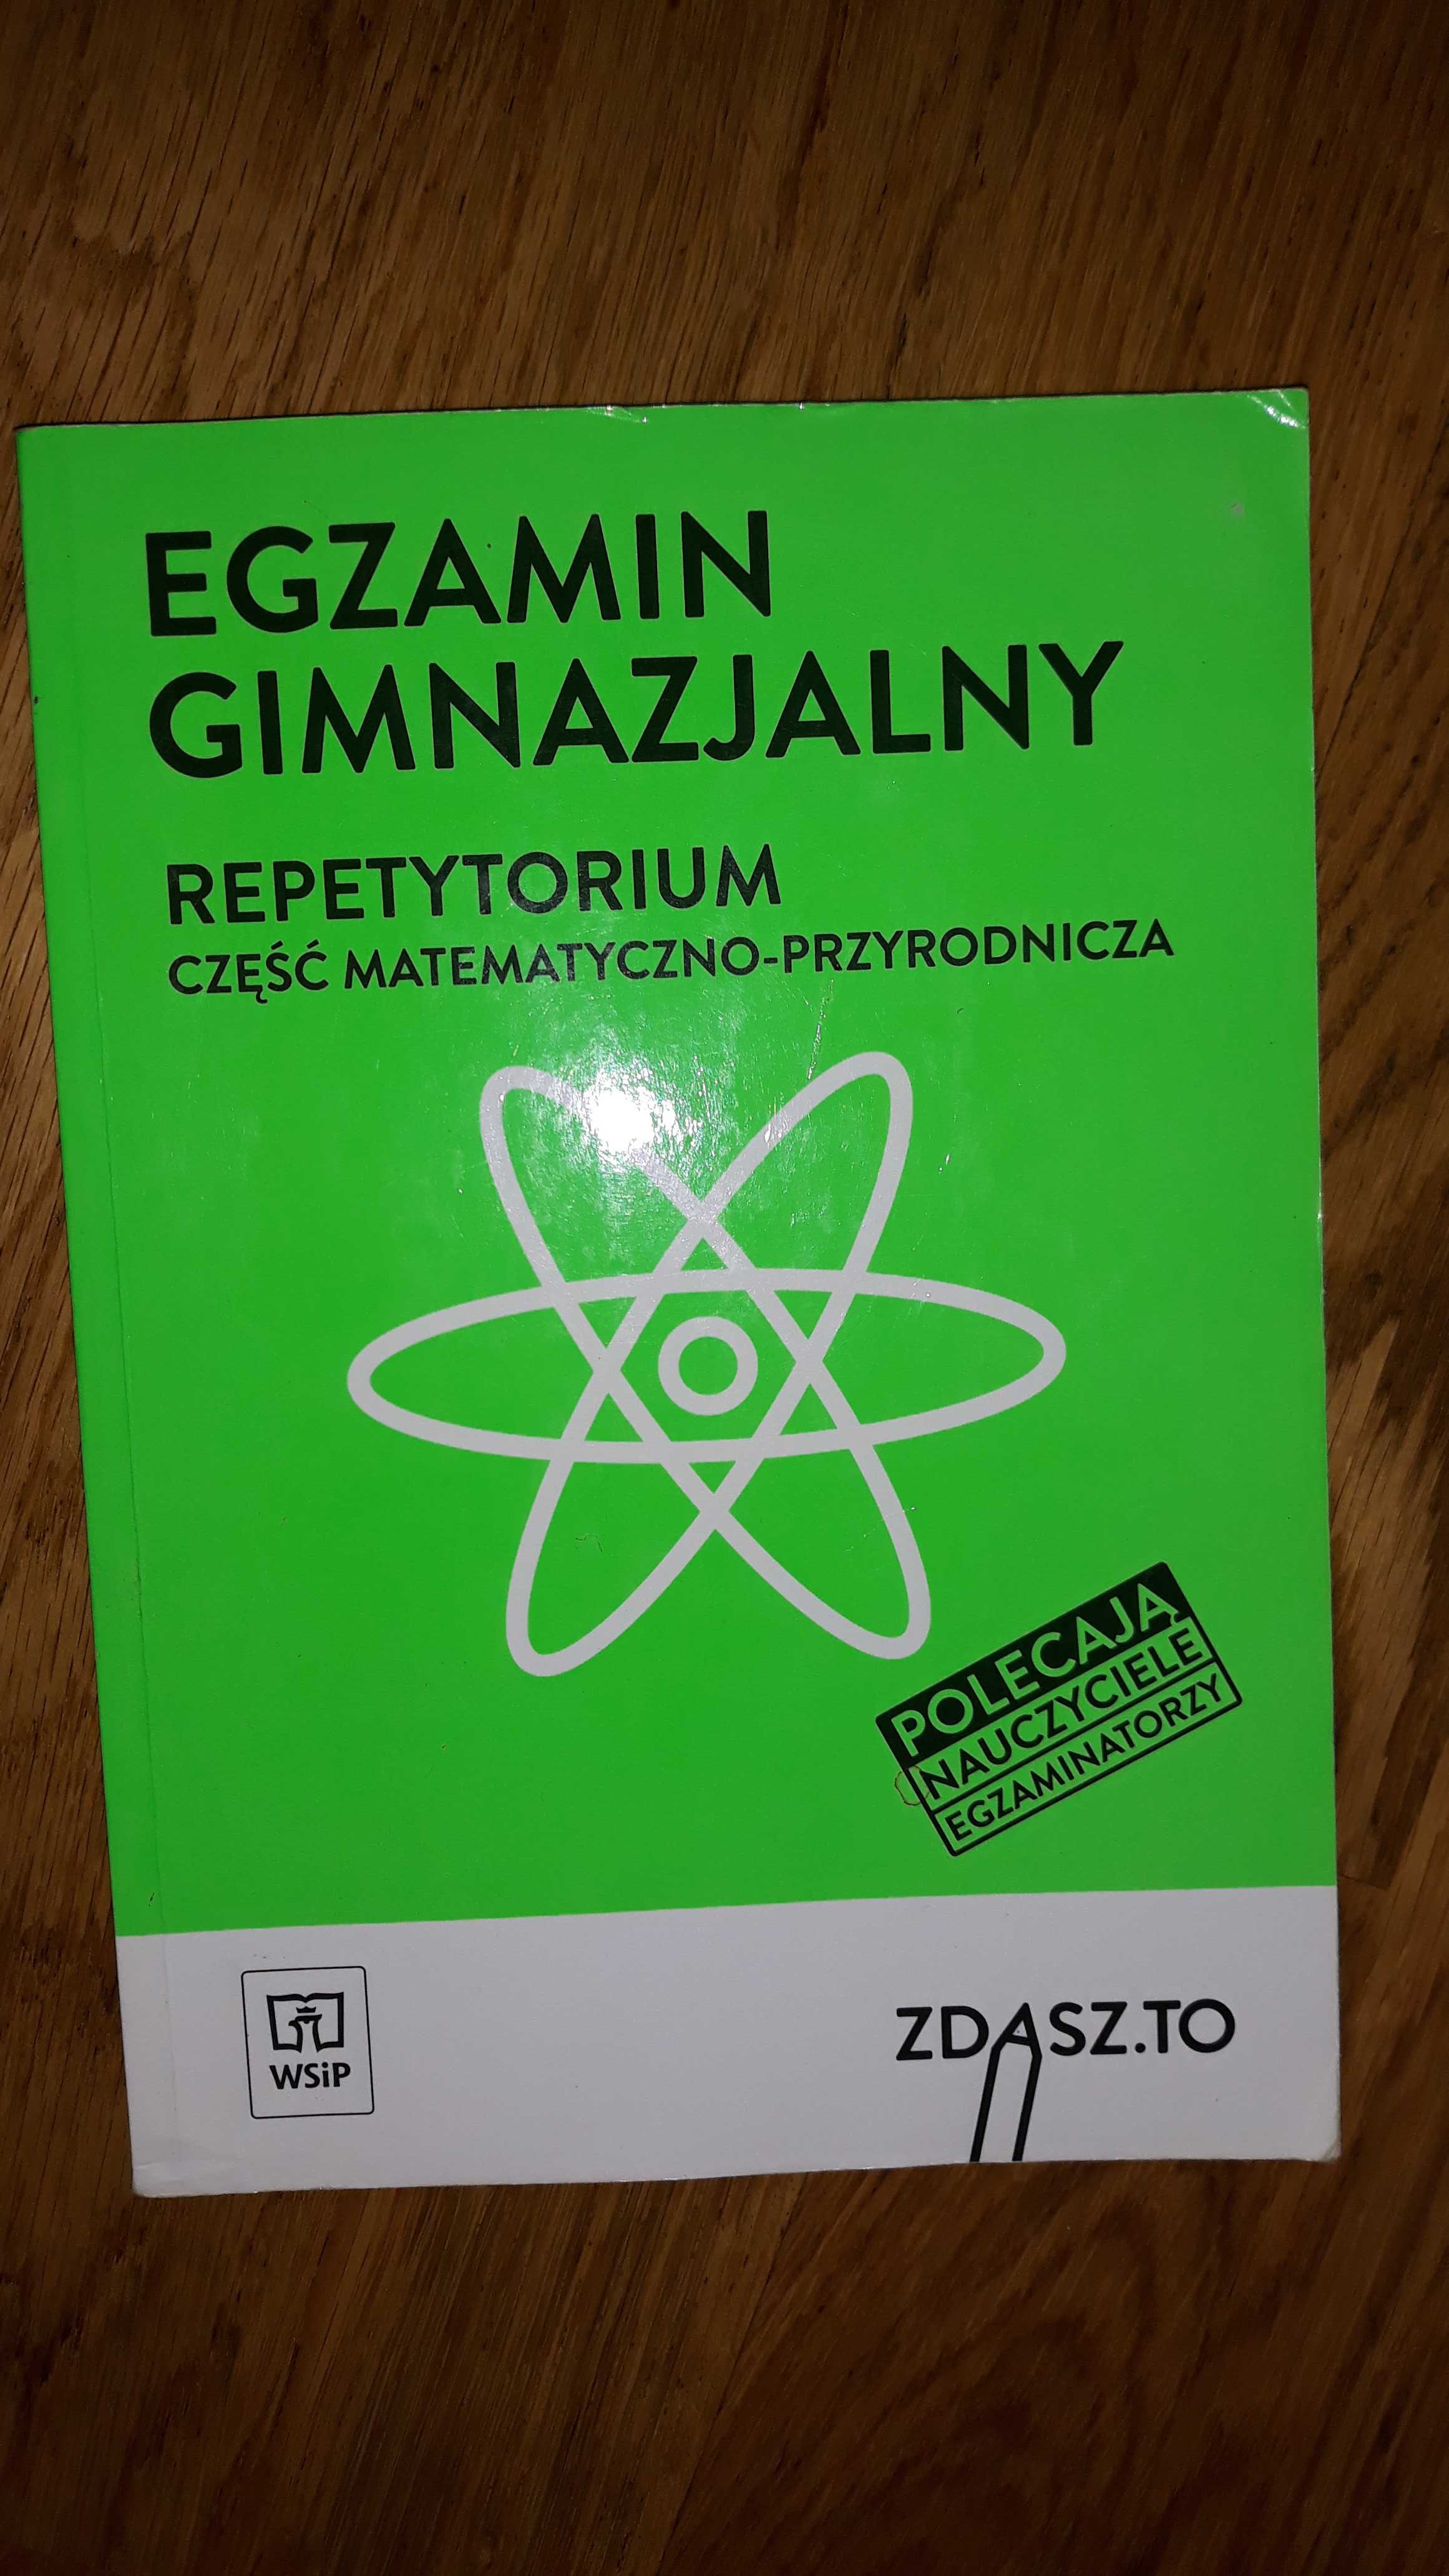 EGZAMIN
GIMNAZJALNY
REPETYTORIUM
CZĘŚĆ MATEMATYCZNO-PRZYRODNICZA
POLECAJĄ
NAUCZYCIELE
EGZAMINATORZY
WSiP
ZDASZ.TO